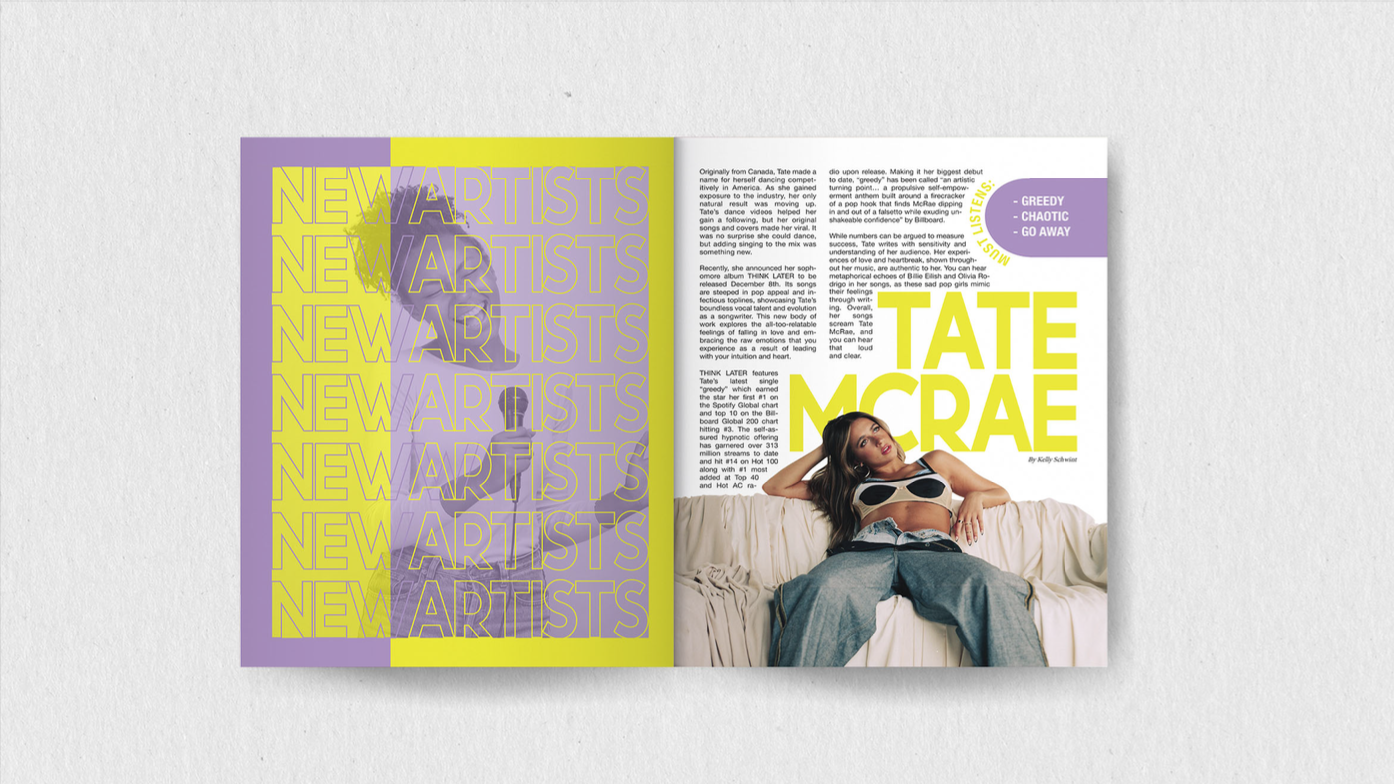 NEW ARTISTS
NEW ARTISTS
NEW ARTISTS
NEW ARTISTS
NEW ARTISTS
NEW ARTISTS
NEW ARTISTS
Originally from Canada, Tate made a
name for herself dancing compet-
itively in America. As she gained
exposure to the industry, her only
natural result was moving up.
Tate's dance videos helped her
gain a following, but her original
songs and covers made her viral. It
was no surprise she could dance,
but adding singing to the mix was
something new.
Recently, she announced her soph-
omore album THINK LATER to be
released December 8th. Its songs
are steeped in pop appeal and in-
fectious toplines, showcasing Tate's
boundless vocal talent and evolution
as a songwriter. This new body of
work explores the all-too-relatable
feelings of falling in love and em-
bracing the raw emotions that you
experience as a result of leading
with your intuition and heart.
THINK LATER features
Tate's latest single
"greedy" which earned
the star her first #1 on
the Spotify Global chart
and top 10 on the Bill-
board Global 200 chart
hitting #3. The self-as-
sured hypnotic offering
has garnered over 313
million streams to date
and hit #14 on Hot 100
along with #1 most
added at Top 40
and Hot AC ra-
dio upon release. Making it her biggest debut
to date, "greedy" has been called "an artistic
turning point... a propulsive self-empow-
erment anthem built around a firecracker
of a pop hook that finds McRae dipping
in and out of a falsetto while exuding un-
shakeable confidence" by Billboard.
While numbers can be argued to measure
success, Tate writes with sensitivity and
understanding of her audience. Her experi-
ences of love and heartbreak, shown through-
out her music, are authentic to her. You can hear
metaphorical echoes of Billie Eilish and Olivia Ro-
drigo in her songs, as these sad pop girls mimic
their feelings
through writ-
ing. Overall,
her songs
scream Tate
McRae, and
you can hear
that loud
and clear.
MUST LISTENS:
- GREEDY
- CHAOTIC
- GO AWAY
TATE
MCRAE
By Kelly Schwint